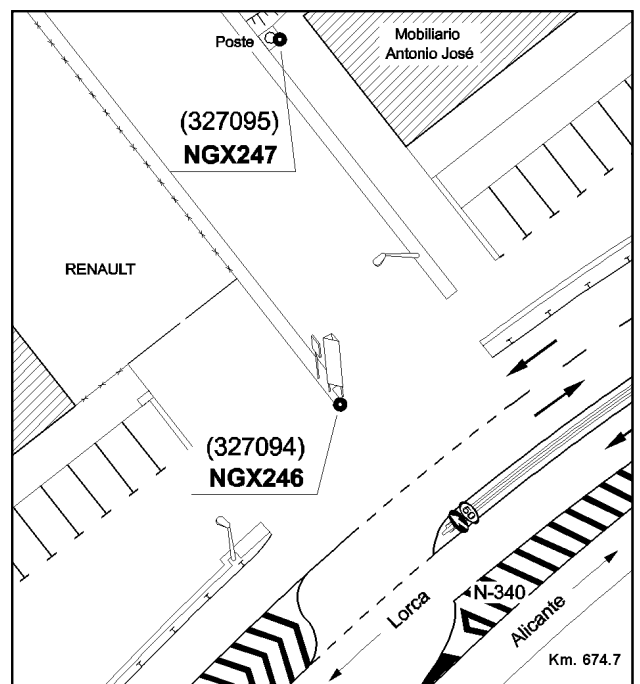 Poste
Mobiliario
Antonio José
(327095)
NGX247
RENAULT
(327094)
NGX246
60
N-340
Lorca
Alicante
Km. 674.7